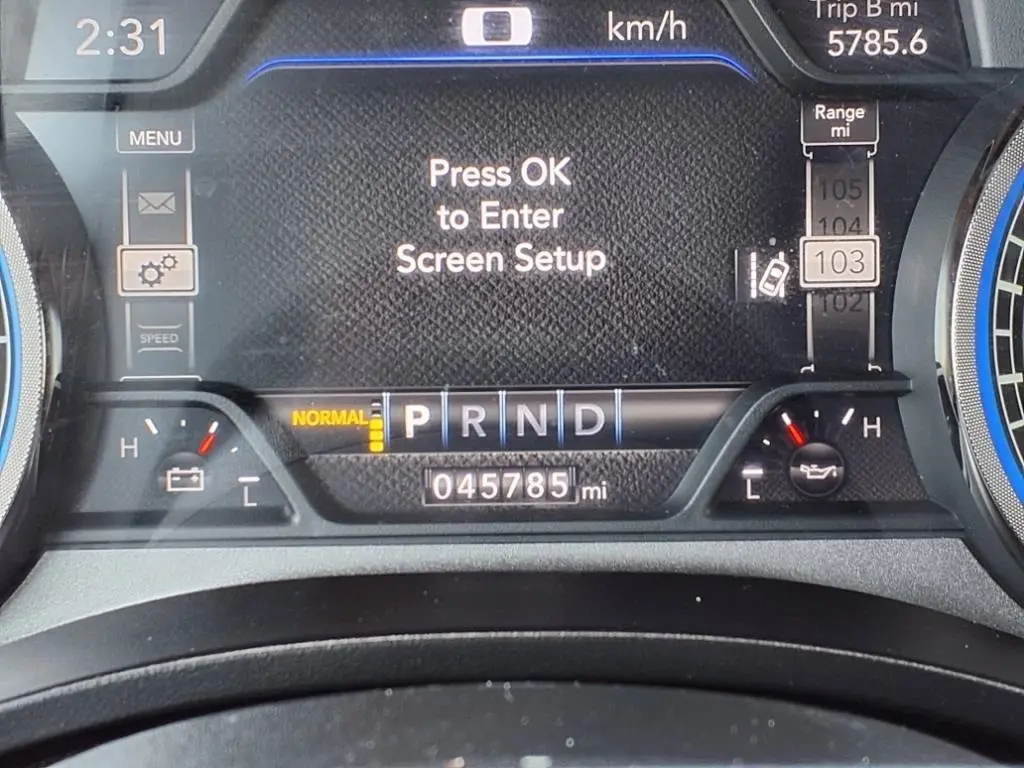 2:31
km/h
Trip B mi
5785.6
MENU
Range
mi
Press OK
to Enter
Screen Setup
105
104
103
102
SPEED
NORMAL
P R N D
H
L
H
L
045785 mi